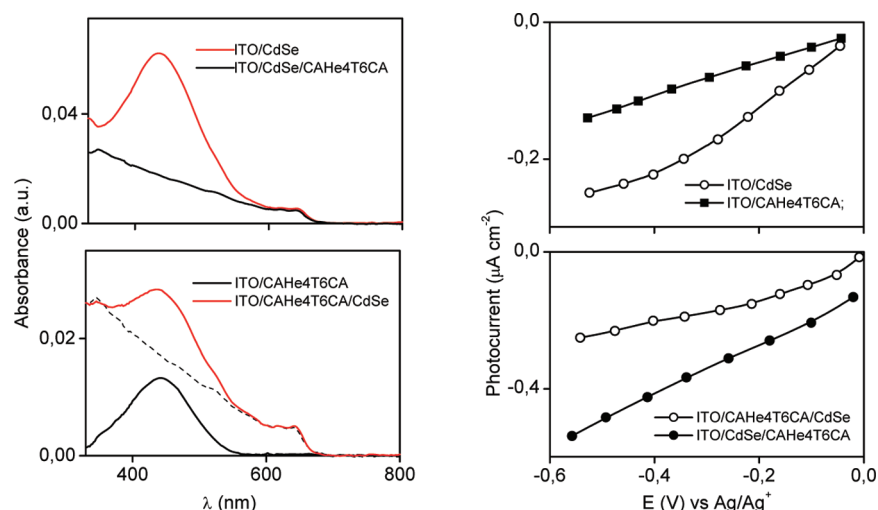 0,04
0,00
ITO/CdSe
ITO/CdSe/CAHe4T6CA
Absorbance (a.u.)
0,02
0,00
ITO/CAHe4T6CA
ITO/CAHe4T6CA/CdSe
400
600
800
λ (nm)
0,0
-0,2
ITO/CdSe
ITO/CAHe4T6CA;
Photocurrent (μA cm⁻²)
0,0
-0,4
ITO/CAHe4T6CA/CdSe
ITO/CdSe/CAHe4T6CA
-0,6
-0,4
-0,2
0,0
E (V) vs Ag/Ag⁺